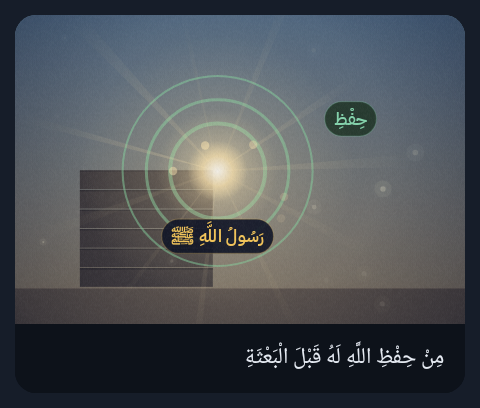 حِفْظِ
رَسُولُ اللَّهِ ﷺ
مِنْ حِفْظِ اللَّهِ لَهُ قَبْلَ الْبَعْثَةِ